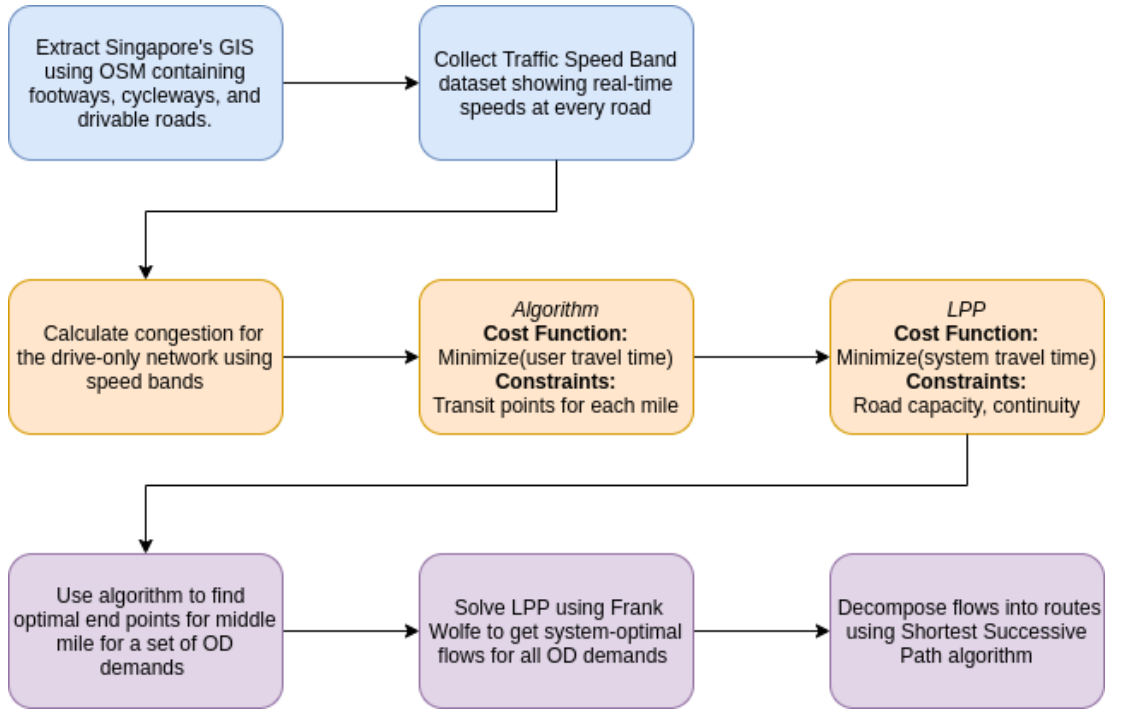 Extract Singapore's GIS
using OSM containing
footways, cycleways, and
drivable roads.
Collect Traffic Speed Band
dataset showing real-time
speeds at every road
Calculate congestion for
the drive-only network using
speed bands
Algorithm
Cost Function:
Minimize(user travel time)
Constraints:
Transit points for each mile
LPP
Cost Function:
Minimize(system travel time)
Constraints:
Road capacity, continuity
Use algorithm to find
optimal end points for middle
mile for a set of OD
demands
Solve LPP using Frank
Wolfe to get system-optimal
flows for all OD demands
Decompose flows into routes
using Shortest Successive
Path algorithm